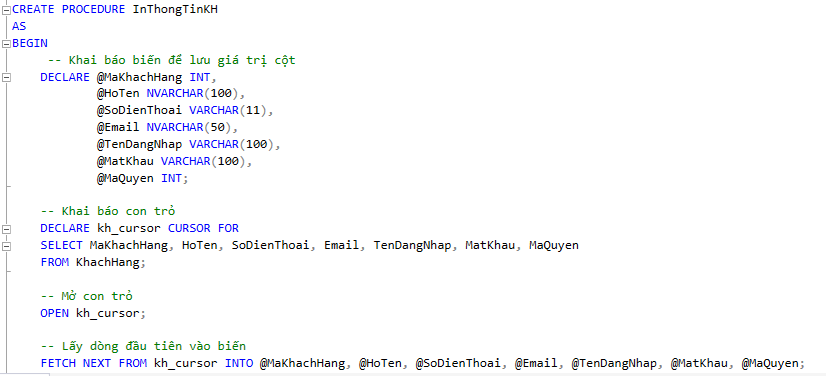 CREATE PROCEDURE InThongTinKH
AS
BEGIN
-- Khai báo biến để lưu giá trị cột
DECLARE @MaKhachHang INT,
@HoTen NVARCHAR(100),
@SoDienThoai VARCHAR(11),
@Email NVARCHAR(50),
@TenDangNhap VARCHAR(100),
@MatKhau VARCHAR(100),
@MaQuyen INT;
-- Khai báo con trỏ
DECLARE kh_cursor CURSOR FOR
SELECT MaKhachHang, HoTen, SoDienThoai, Email, TenDangNhap, MatKhau, MaQuyen
FROM KhachHang;
-- Mở con trỏ
OPEN kh_cursor;
-- Lấy dòng đầu tiên vào biến
FETCH NEXT FROM kh_cursor INTO @MaKhachHang, @HoTen, @SoDienThoai, @Email, @TenDangNhap, @MatKhau, @MaQuyen;